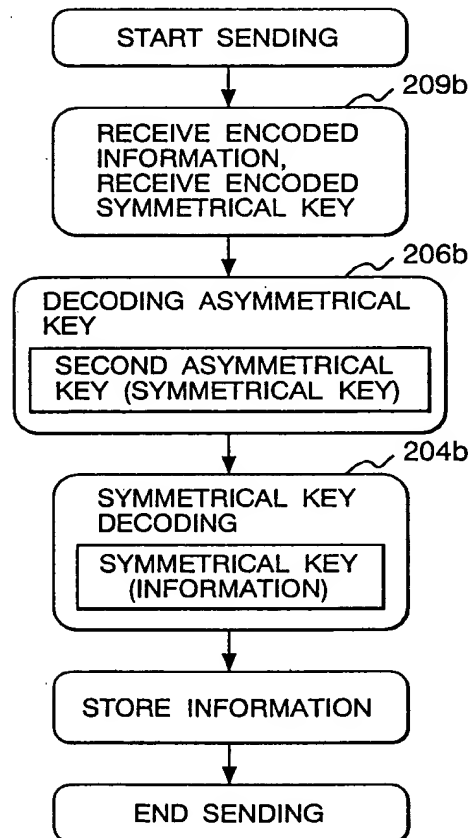 START SENDING
209b
RECEIVE ENCODED
INFORMATION,
RECEIVE ENCODED
SYMMETRICAL KEY
206b
DECODING ASYMMETRICAL
KEY
SECOND ASYMMETRICAL
KEY (SYMMETRICAL KEY)
204b
SYMMETRICAL KEY
DECODING
SYMMETRICAL KEY
(INFORMATION)
STORE INFORMATION
END SENDING